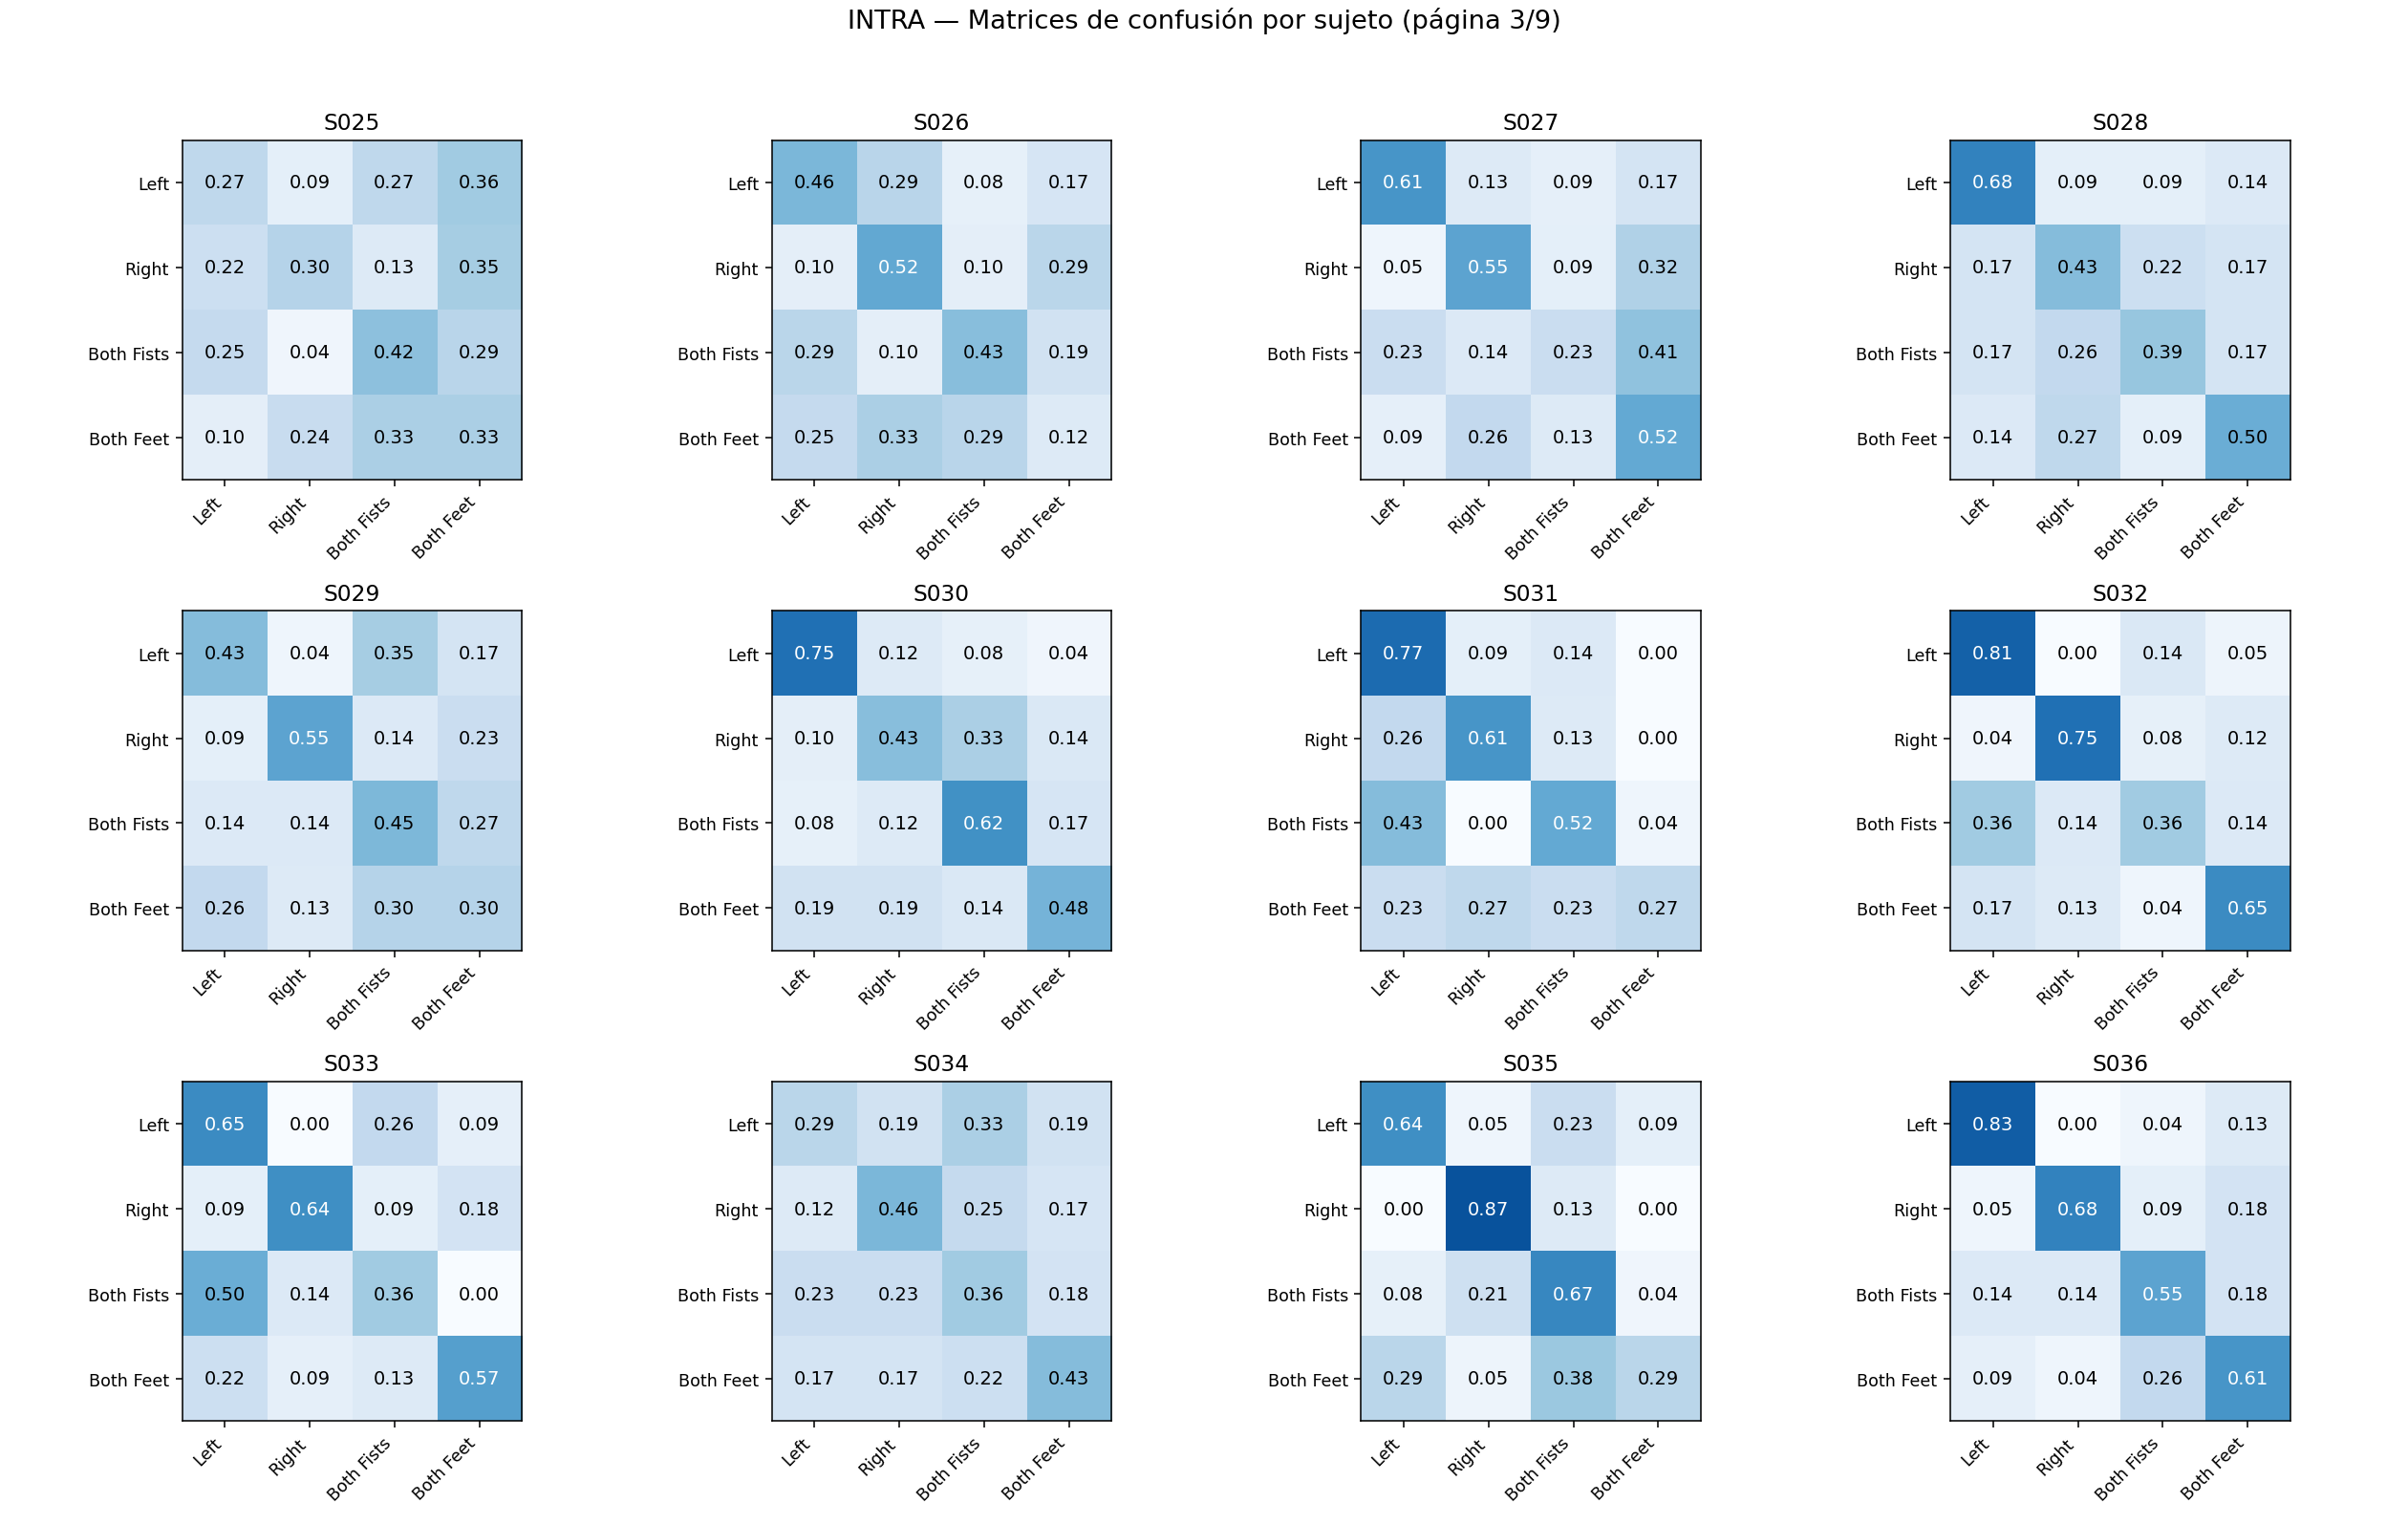 INTRA — Matrices de confusión por sujeto (página 3/9)
S025 S026 S027 S028
Left 0.27 0.09 0.27 0.36 Left 0.46 0.29 0.08 0.17 Left 0.61 0.13 0.09 0.17 Left 0.68 0.09 0.09 0.14
Right 0.22 0.30 0.13 0.35 Right 0.10 0.52 0.10 0.29 Right 0.05 0.55 0.09 0.32 Right 0.17 0.43 0.22 0.17
Both Fists 0.25 0.04 0.42 0.29 Both Fists 0.29 0.10 0.43 0.19 Both Fists 0.23 0.14 0.23 0.41 Both Fists 0.17 0.26 0.39 0.17
Both Feet 0.10 0.24 0.33 0.33 Both Feet 0.25 0.33 0.29 0.12 Both Feet 0.09 0.26 0.13 0.52 Both Feet 0.14 0.27 0.09 0.50
Left Right Both Fists Both Feet Left Right Both Fists Both Feet Left Right Both Fists Both Feet Left Right Both Fists Both Feet
S029 S030 S031 S032
Left 0.43 0.04 0.35 0.17 Left 0.75 0.12 0.08 0.04 Left 0.77 0.09 0.14 0.00 Left 0.81 0.00 0.14 0.05
Right 0.09 0.55 0.14 0.23 Right 0.10 0.43 0.33 0.14 Right 0.26 0.61 0.13 0.00 Right 0.04 0.75 0.08 0.12
Both Fists 0.14 0.14 0.45 0.27 Both Fists 0.08 0.12 0.62 0.17 Both Fists 0.43 0.00 0.52 0.04 Both Fists 0.36 0.14 0.36 0.14
Both Feet 0.26 0.13 0.30 0.30 Both Feet 0.19 0.19 0.14 0.48 Both Feet 0.23 0.27 0.23 0.27 Both Feet 0.17 0.13 0.04 0.65
Left Right Both Fists Both Feet Left Right Both Fists Both Feet Left Right Both Fists Both Feet Left Right Both Fists Both Feet
S033 S034 S035 S036
Left 0.65 0.00 0.26 0.09 Left 0.29 0.19 0.33 0.19 Left 0.64 0.05 0.23 0.09 Left 0.83 0.00 0.04 0.13
Right 0.09 0.64 0.09 0.18 Right 0.12 0.46 0.25 0.17 Right 0.00 0.87 0.13 0.00 Right 0.05 0.68 0.09 0.18
Both Fists 0.50 0.14 0.36 0.00 Both Fists 0.23 0.23 0.36 0.18 Both Fists 0.08 0.21 0.67 0.04 Both Fists 0.14 0.14 0.55 0.18
Both Feet 0.22 0.09 0.13 0.57 Both Feet 0.17 0.17 0.22 0.43 Both Feet 0.29 0.05 0.38 0.29 Both Feet 0.09 0.04 0.26 0.61
Left Right Both Fists Both Feet Left Right Both Fists Both Feet Left Right Both Fists Both Feet Left Right Both Fists Both Feet